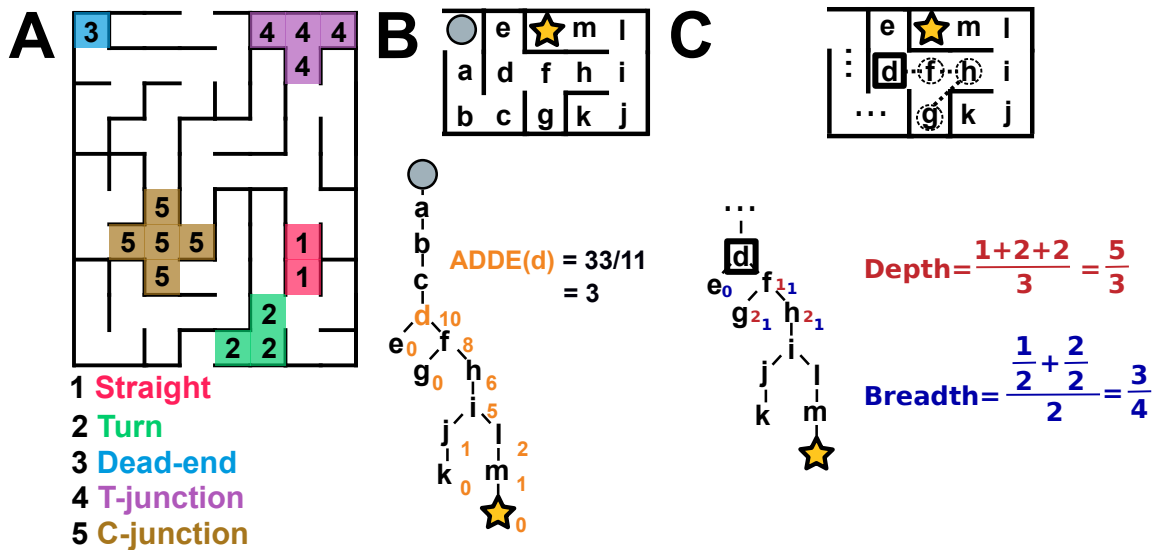 A
3
4 4 4
4
5
5 5 5
5
1
1
2
2 2
1 Straight
2 Turn
3 Dead-end
4 T-junction
5 C-junction
B
e m l
a d f h i
b c g k j
a
b
c
d 10
e 0 f 8
g 0 h 6
i 5
j 1 l 2
k 0 m 1
0
ADDE(d) = 33/11
= 3
C
e m l
⋮ d f h i
... g k j
...
d
e 0 f 1 1
g 2 1 h 2 1
i
j l
k m
Depth= (1+2+2)/3 = 5/3
Breadth= (1/2 + 2/2)/2 = 3/4